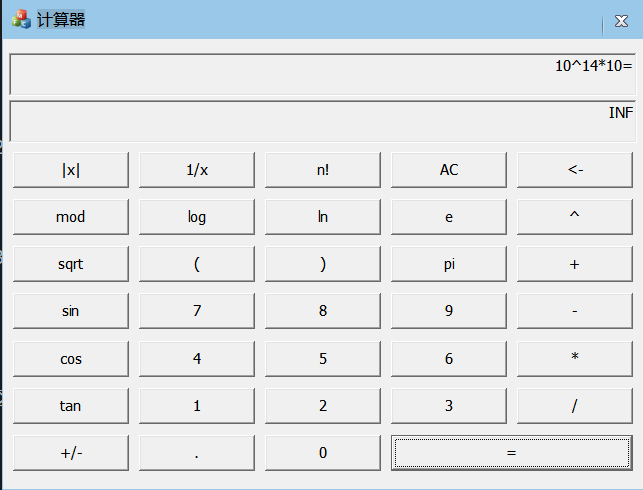 计算器
10^14*10=
INF
|x| 1/x n! AC <-
mod log ln e ^
sqrt ( ) pi +
sin 7 8 9 -
cos 4 5 6 *
tan 1 2 3 /
+/- . 0 =